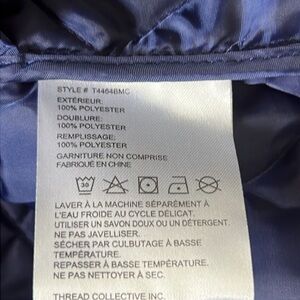 STYLE # T4464BMC
EXTÉRIEUR:
100% POLYESTER
DOUBLURE:
100% POLYESTER
REMPLISSAGE:
100% POLYESTER
GARNITURE NON COMPRISE
FABRIQUÉ EN CHINE
30
LAVER À LA MACHINE SÉPARÉMENT À
L'EAU FROIDE AU CYCLE DÉLICAT.
UTILISER UN SAVON DOUX OU UN DÉTERGENT.
NE PAS JAVELLISER.
SÉCHER PAR CULBUTAGE À BASSE
TEMPÉRATURE.
REPASSER À BASSE TEMPÉRATURE.
NE PAS NETTOYER À SEC.
THREAD COLLECTIVE INC.